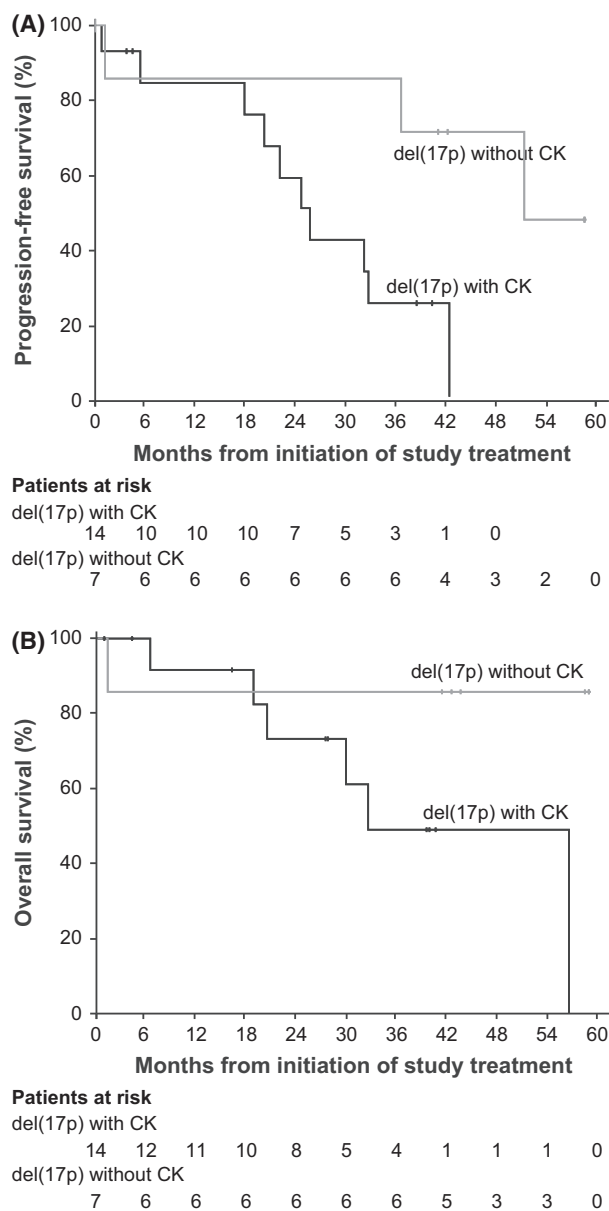 (A)
100
80
60
40
20
0
Progression-free survival (%)
del(17p) without CK
del(17p) with CK
0 6 12 18 24 30 36 42 48 54 60
Months from initiation of study treatment
Patients at risk
del(17p) with CK
14 10 10 10 7 5 3 1 0
del(17p) without CK
7 6 6 6 6 6 6 4 3 2 0
(B)
100
80
60
40
20
0
Overall survival (%)
del(17p) without CK
del(17p) with CK
0 6 12 18 24 30 36 42 48 54 60
Months from initiation of study treatment
Patients at risk
del(17p) with CK
14 12 11 10 8 5 4 1 1 1 0
del(17p) without CK
7 6 6 6 6 6 6 5 3 3 0